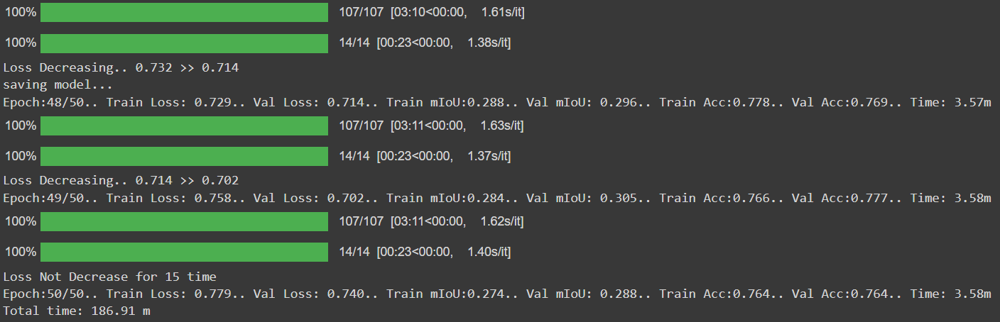 100% 107/107 [03:10<00:00, 1.61s/it]
100% 14/14 [00:23<00:00, 1.38s/it]
Loss Decreasing.. 0.732 >> 0.714
saving model...
Epoch:48/50.. Train Loss: 0.729.. Val Loss: 0.714.. Train mIoU:0.288.. Val mIoU: 0.296.. Train Acc:0.778.. Val Acc:0.769.. Time: 3.57m
100% 107/107 [03:11<00:00, 1.63s/it]
100% 14/14 [00:23<00:00, 1.37s/it]
Loss Decreasing.. 0.714 >> 0.702
Epoch:49/50.. Train Loss: 0.758.. Val Loss: 0.702.. Train mIoU:0.284.. Val mIoU: 0.305.. Train Acc:0.766.. Val Acc:0.777.. Time: 3.58m
100% 107/107 [03:11<00:00, 1.62s/it]
100% 14/14 [00:23<00:00, 1.40s/it]
Loss Not Decrease for 15 time
Epoch:50/50.. Train Loss: 0.779.. Val Loss: 0.740.. Train mIoU:0.274.. Val mIoU: 0.288.. Train Acc:0.764.. Val Acc:0.764.. Time: 3.58m
Total time: 186.91 m